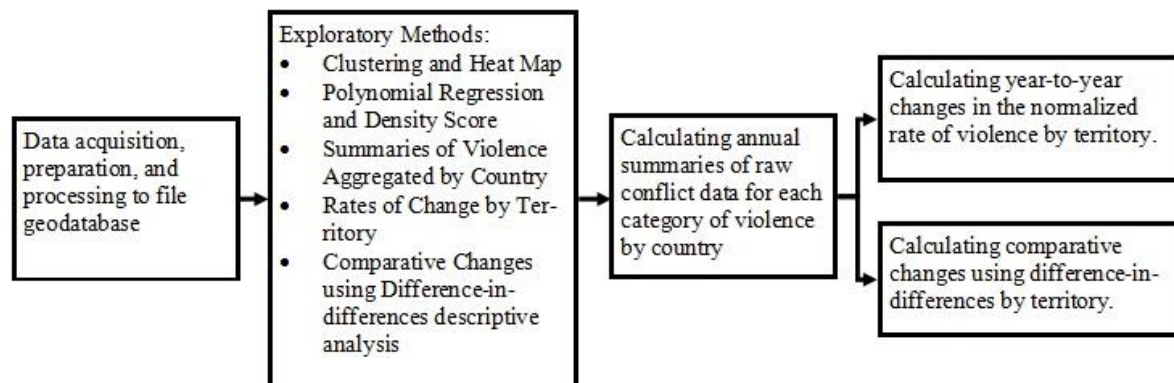 Data acquisition,
preparation, and
processing to file
geodatabase
Exploratory Methods:
• Clustering and Heat Map
• Polynomial Regression
and Density Score
• Summaries of Violence
Aggregated by Country
• Rates of Change by Ter-
ritory
• Comparative Changes
using Difference-in-
differences descriptive
analysis
Calculating annual
summaries of raw
conflict data for each
category of violence
by country
Calculating year-to-year
changes in the normalized
rate of violence by territory.
Calculating comparative
changes using difference-in-
differences by territory.